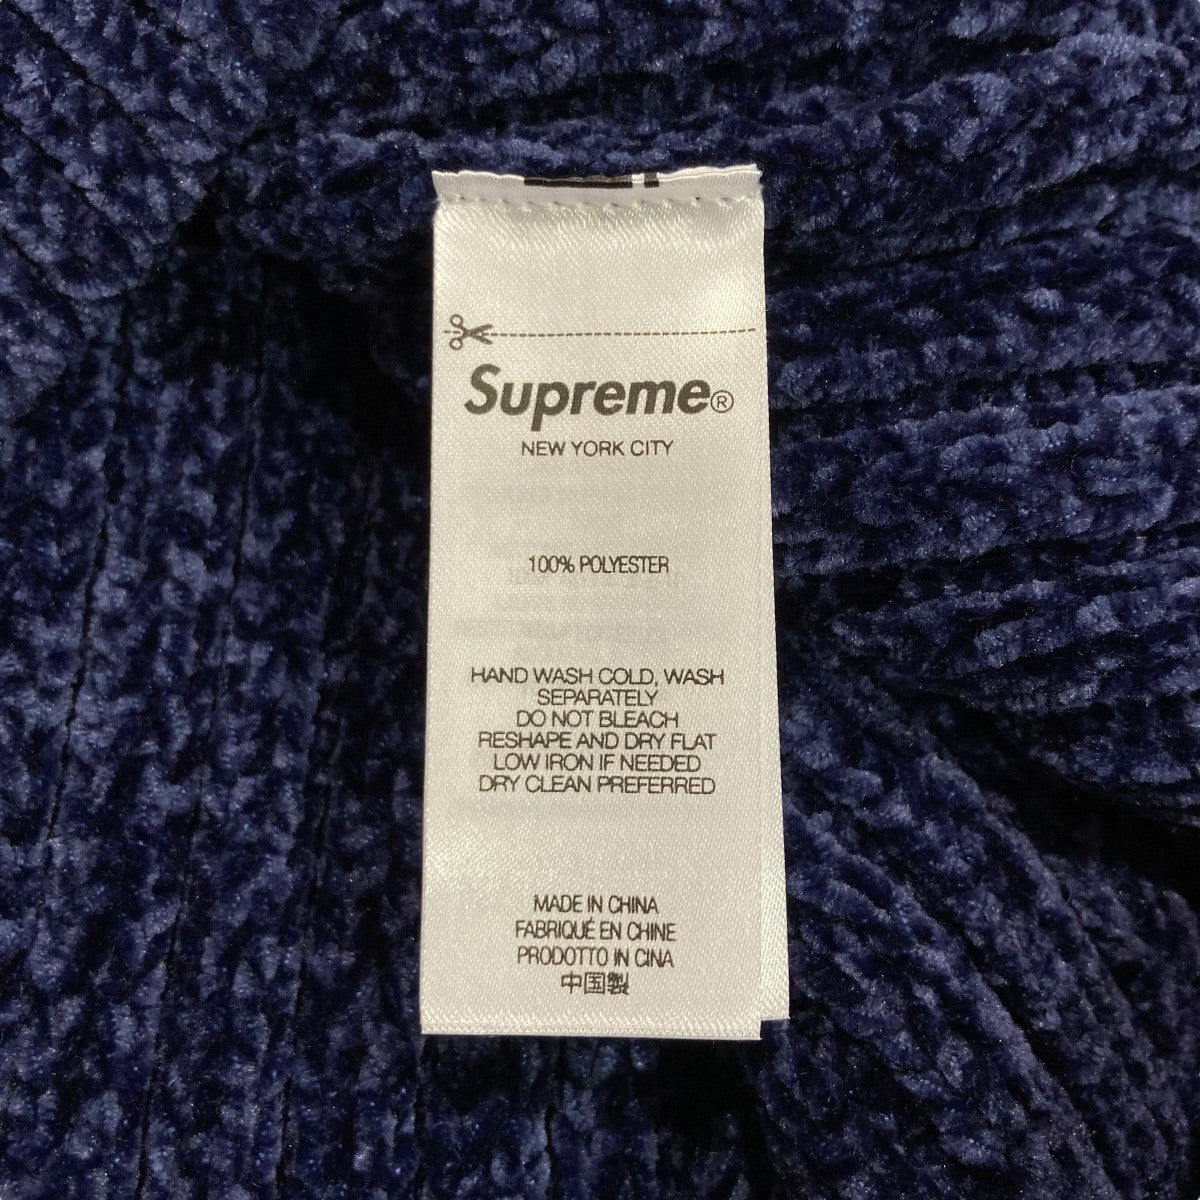 Supreme®
NEW YORK CITY
100% POLYESTER
HAND WASH COLD, WASH
SEPARATELY
DO NOT BLEACH
RESHAPE AND DRY FLAT
LOW IRON IF NEEDED
DRY CLEAN PREFERRED
MADE IN CHINA
FABRIQUÉ EN CHINE
PRODOTTO IN CINA
中国製